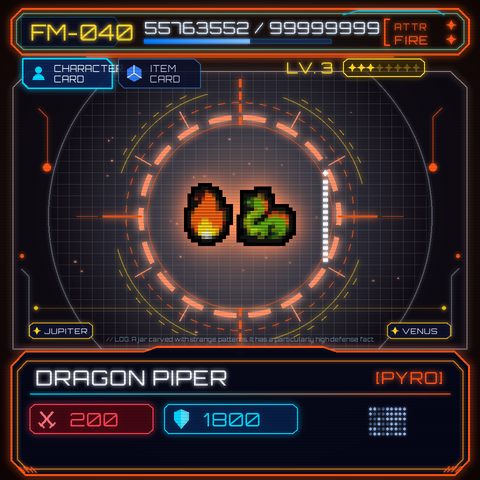 FM-040
55763552 / 99999999
ATTR
FIRE
CHARACTER
CARD
ITEM
CARD
LV. 3
JUPITER
VENUS
// LOG: A jar carved with strange patterns. It has a particularly high defense fact.
DRAGON PIPER
[PYRO]
200
1800